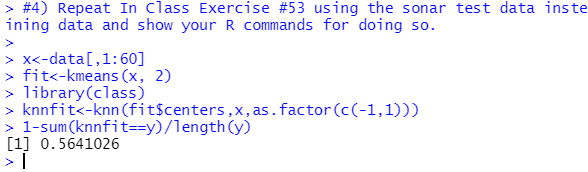 > #4) Repeat In Class Exercise #53 using the sonar test data inste
ining data and show your R commands for doing so.
>
> x<-data[,1:60]
> fit<-kmeans(x, 2)
> library(class)
> knnfit<-knn(fit$centers,x,as.factor(c(-1,1)))
> 1-sum(knnfit==y)/length(y)
[1] 0.5641026
>